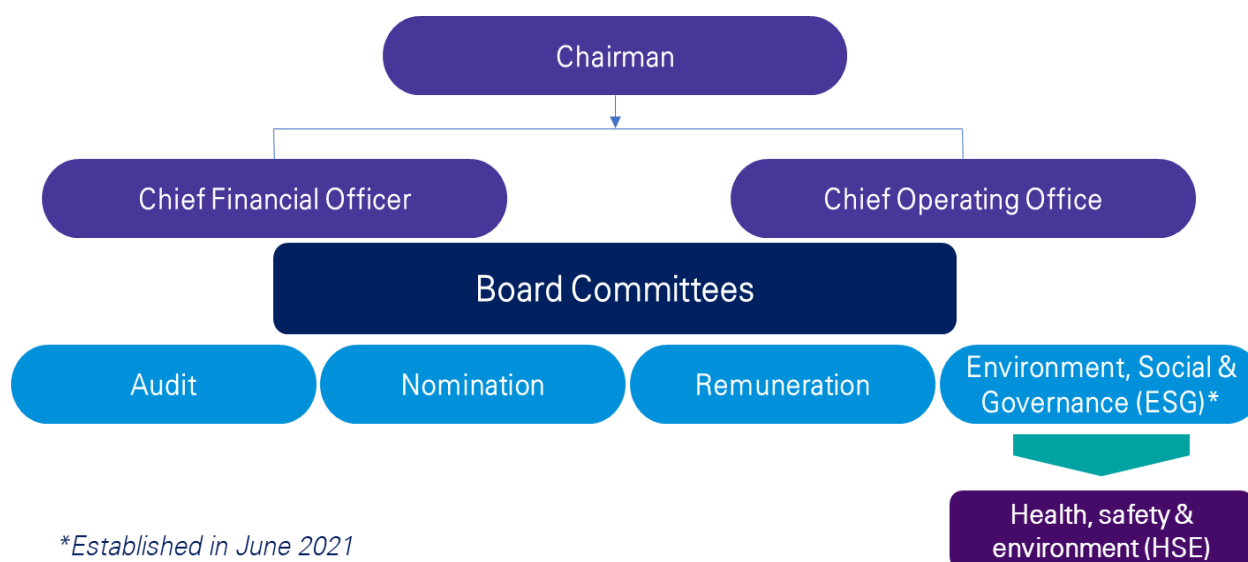 Chairman
Chief Financial Officer
Chief Operating Office
Board Committees
Audit
Nomination
Remuneration
Environment, Social &
Governance (ESG)*
Health, safety &
environment (HSE)
*Established in June 2021